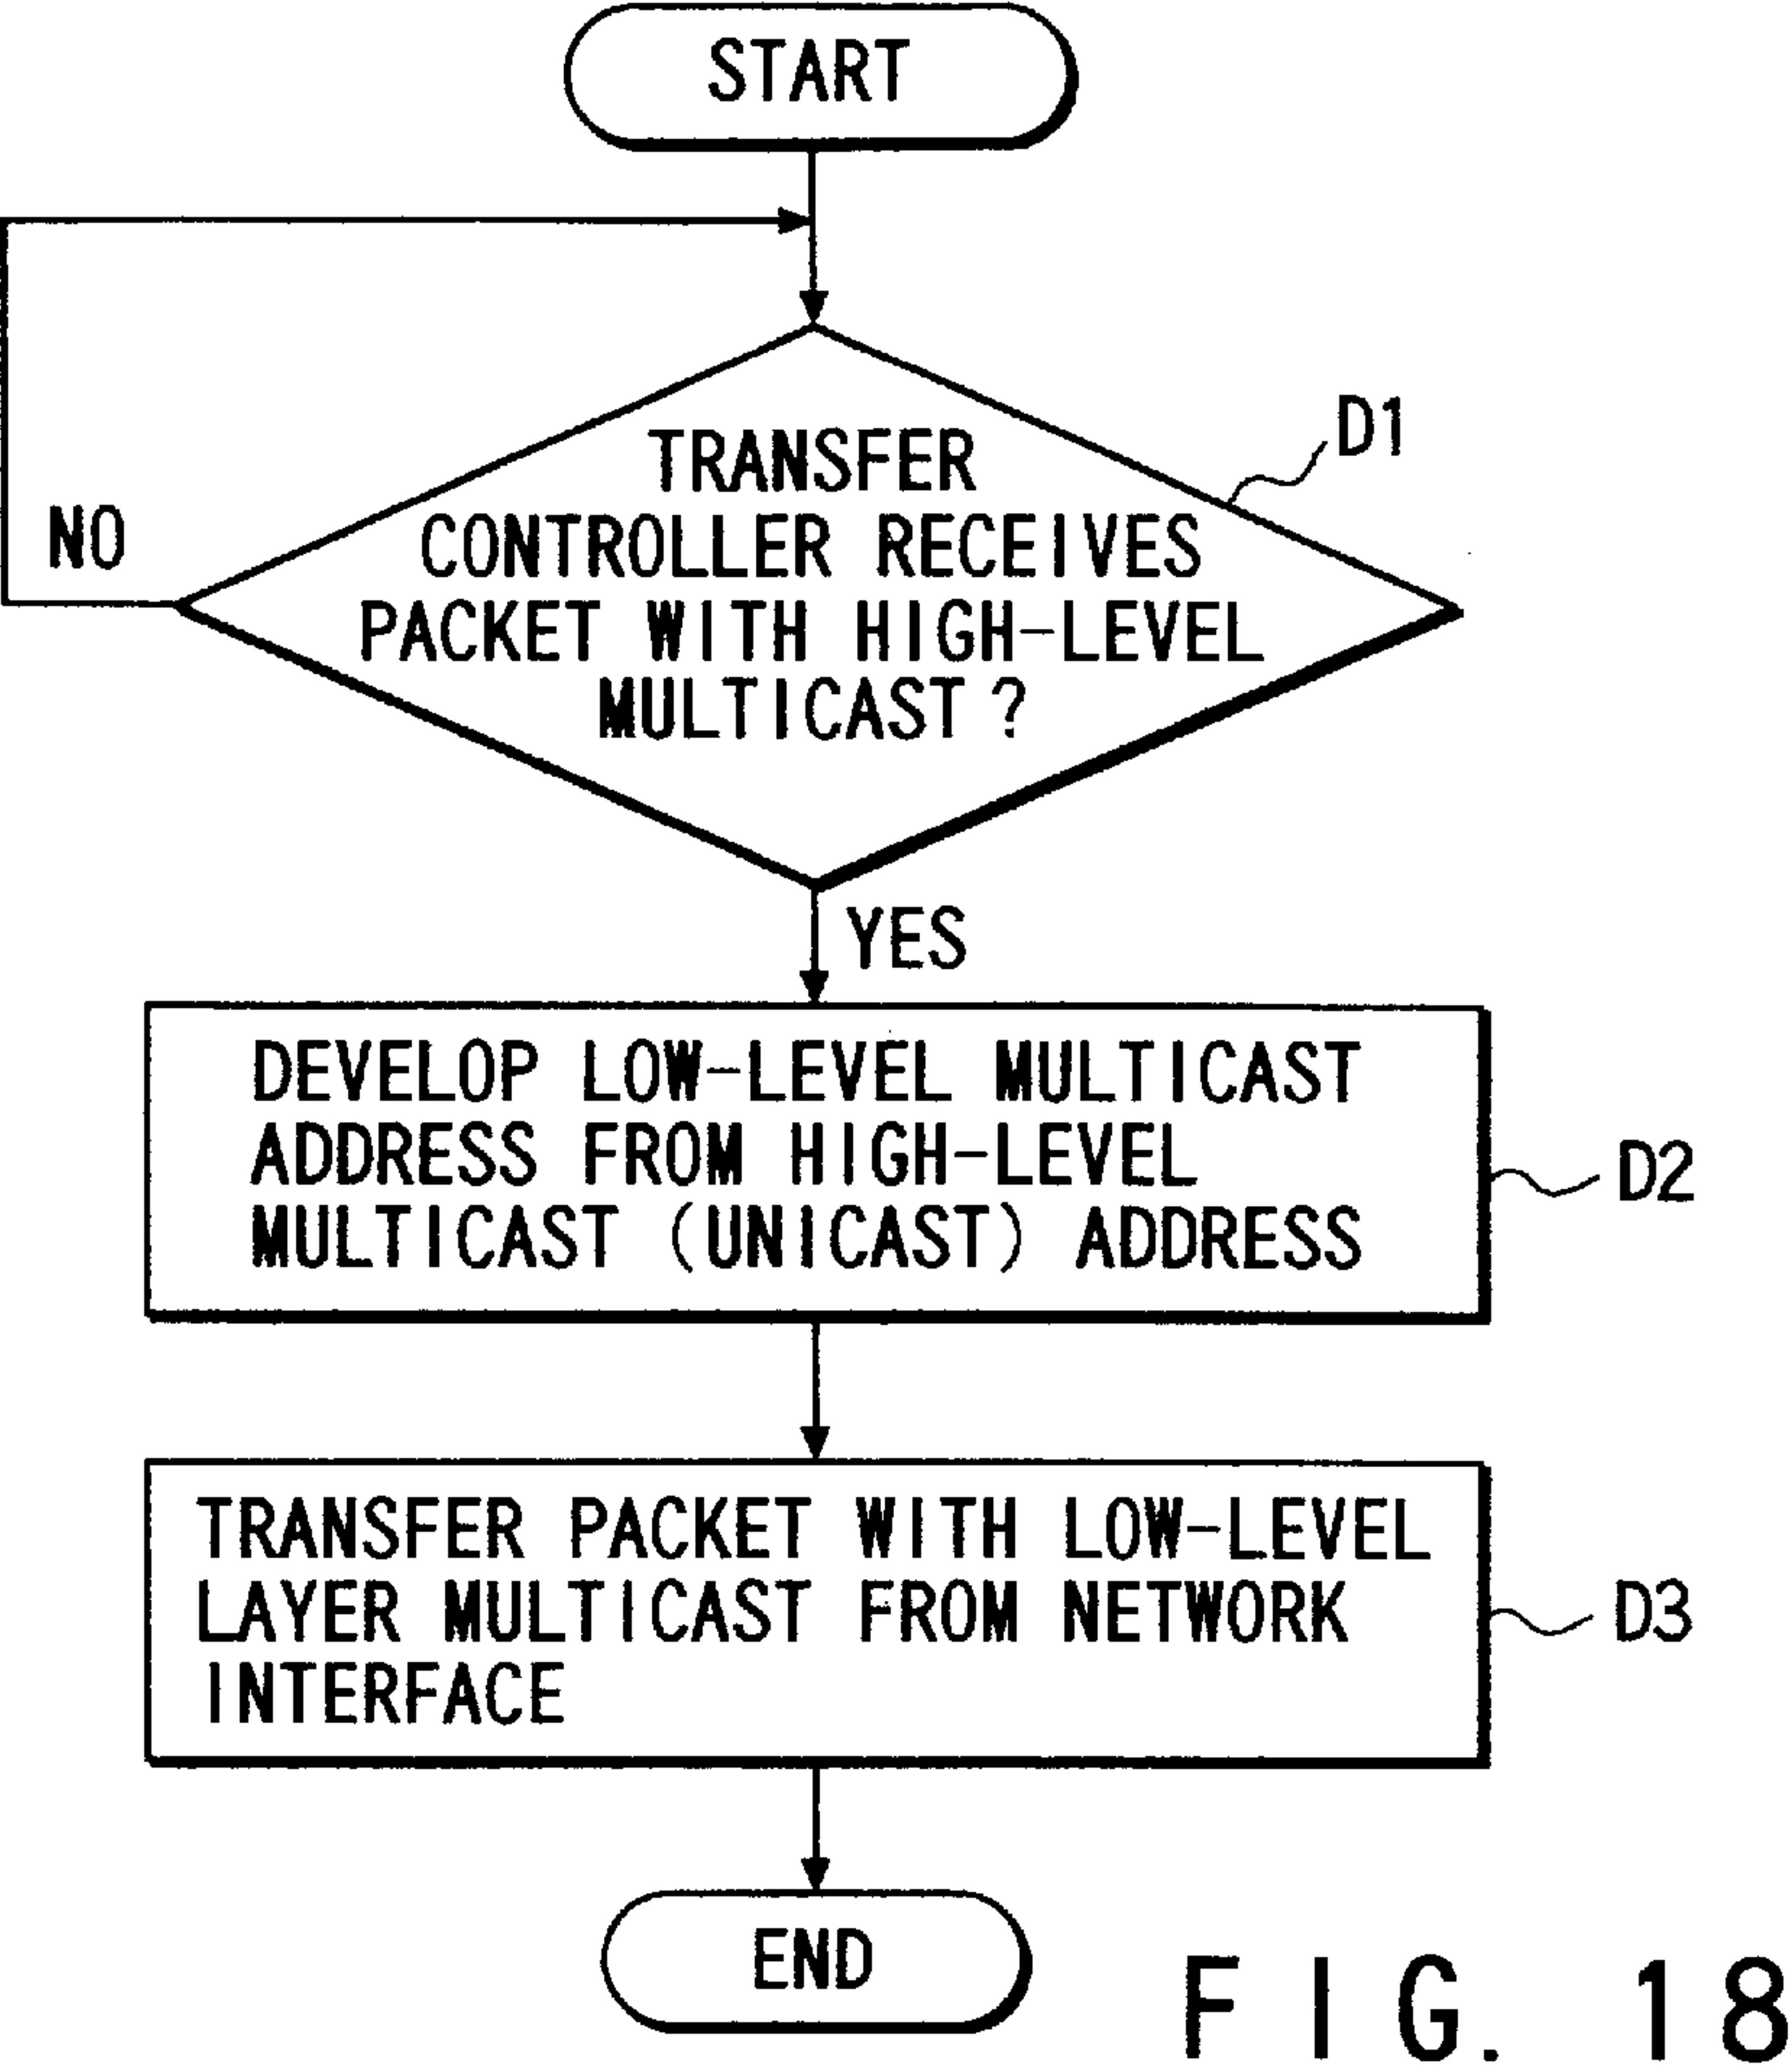 START
D1
TRANSFER
CONTROLLER RECEIVES
PACKET WITH HIGH-LEVEL
MULTICAST ?
NO
YES
DEVELOP LOW-LEVEL MULTICAST
ADDRESS FROM HIGH-LEVEL
MULTICAST (UNICAST) ADDRESS
D2
TRANSFER PACKET WITH LOW-LEVEL
LAYER MULTICAST FROM NETWORK
INTERFACE
D3
END
FIG. 18